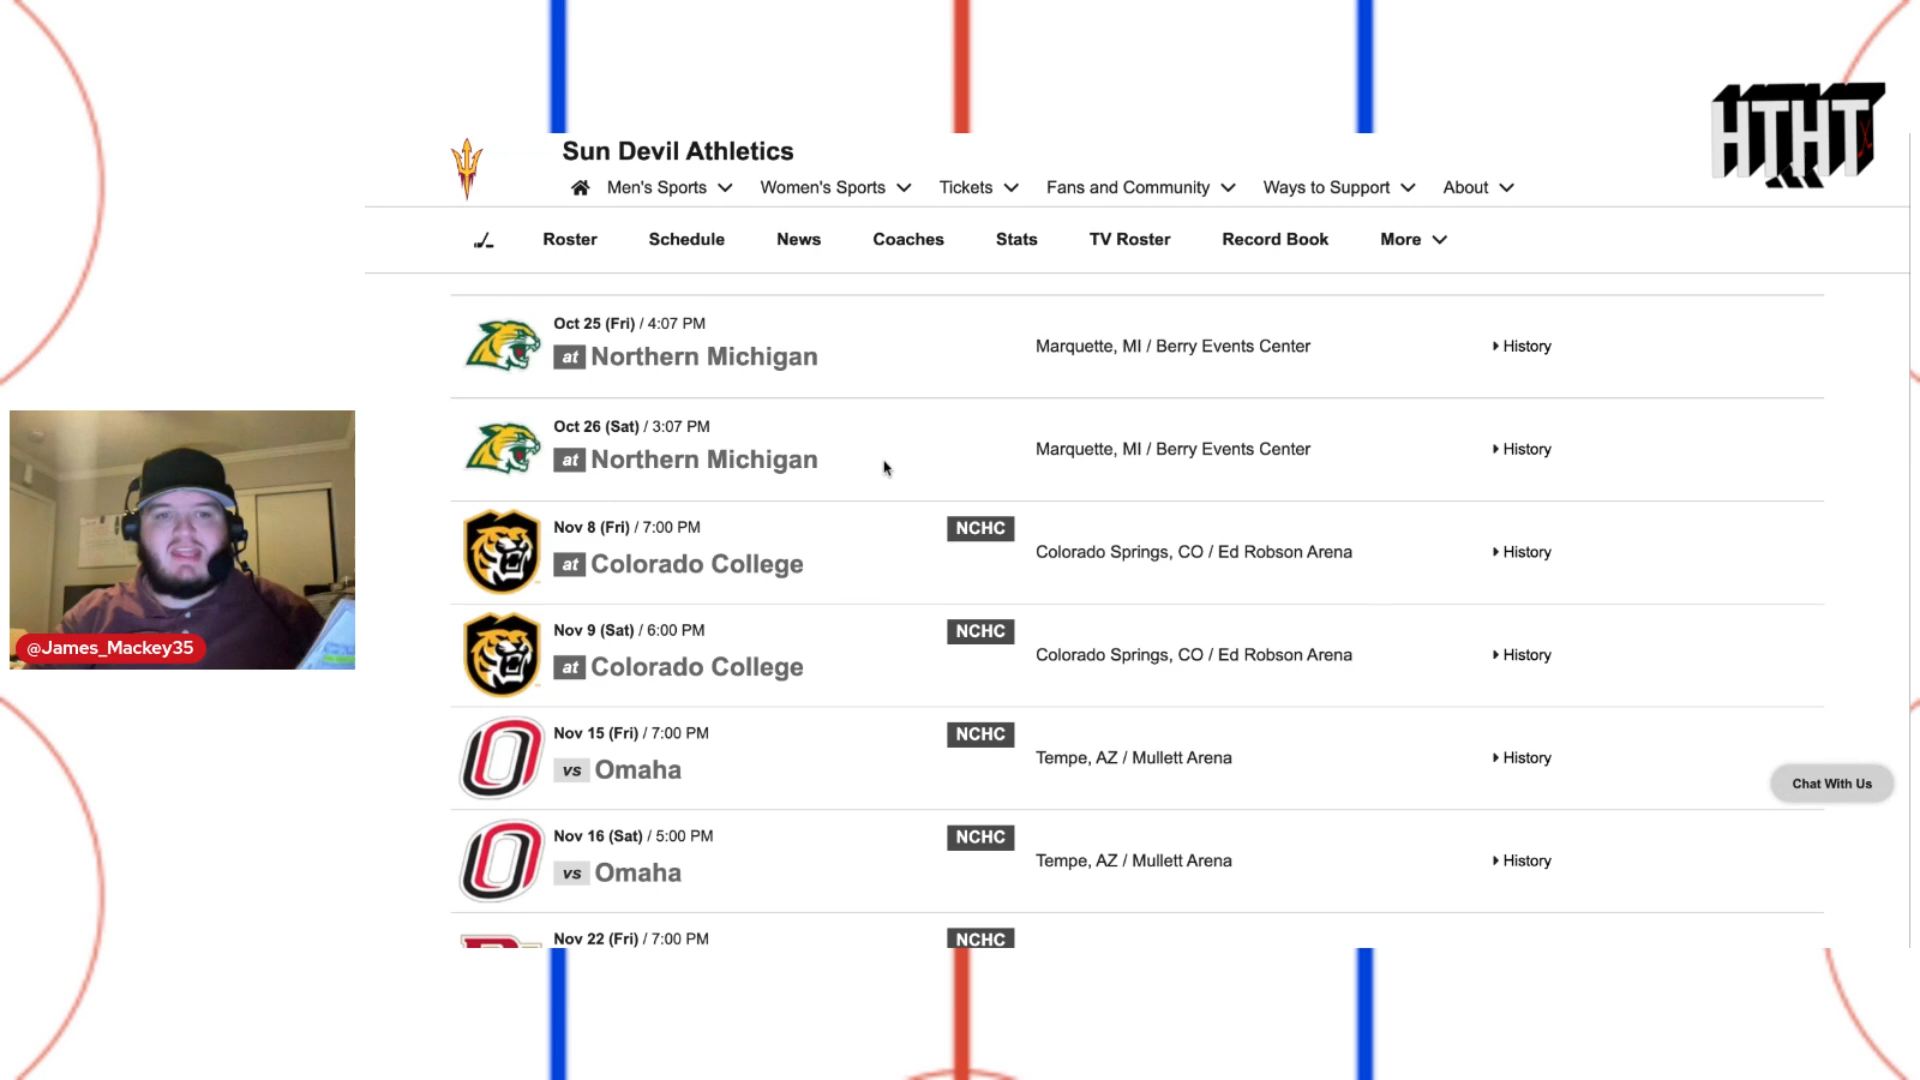 HTHT
Sun Devil Athletics
Men's Sports Women's Sports Tickets Fans and Community Ways to Support About
Roster Schedule News Coaches Stats TV Roster Record Book More
Oct 25 (Fri) / 4:07 PM
at Northern Michigan
Marquette, MI / Berry Events Center
History
Oct 26 (Sat) / 3:07 PM
at Northern Michigan
Marquette, MI / Berry Events Center
History
Nov 8 (Fri) / 7:00 PM
at Colorado College
NCHC
Colorado Springs, CO / Ed Robson Arena
History
Nov 9 (Sat) / 6:00 PM
at Colorado College
NCHC
Colorado Springs, CO / Ed Robson Arena
History
Nov 15 (Fri) / 7:00 PM
vs Omaha
NCHC
Tempe, AZ / Mullett Arena
History
Nov 16 (Sat) / 5:00 PM
vs Omaha
NCHC
Tempe, AZ / Mullett Arena
History
Nov 22 (Fri) / 7:00 PM
NCHC
Chat With Us
@James_Mackey35